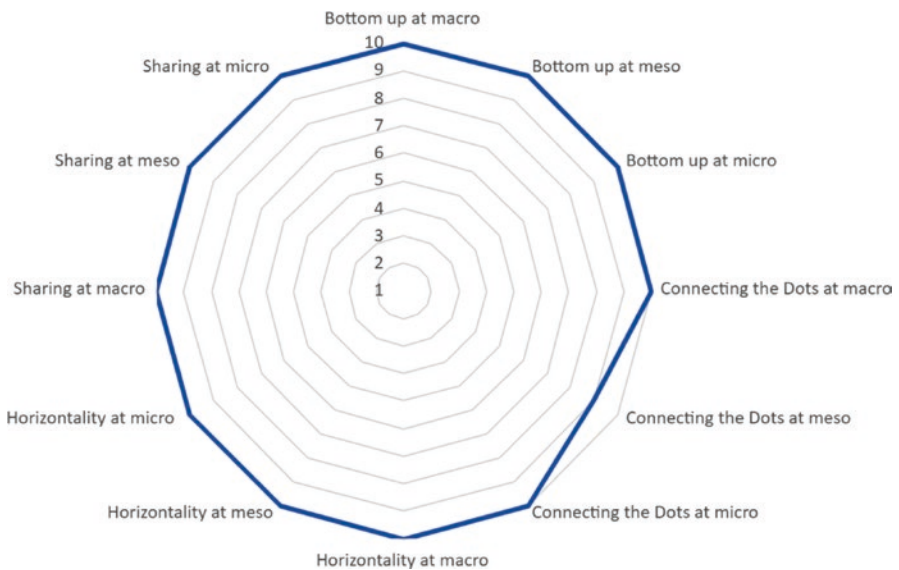 Bottom up at macro
Bottom up at meso
Bottom up at micro
Connecting the Dots at macro
Connecting the Dots at meso
Connecting the Dots at micro
Horizontality at macro
Horizontality at meso
Horizontality at micro
Sharing at macro
Sharing at meso
Sharing at micro
10
9
8
7
6
5
4
3
2
1